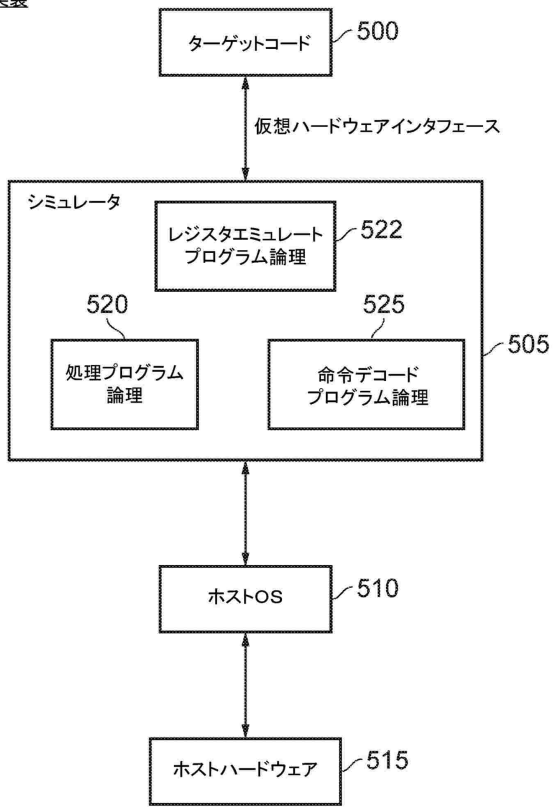 ターゲットコード
500
仮想ハードウェアインタフェース
シミュレータ
レジスタエミュレート
プログラム論理
522
520
処理プログラム
論理
525
命令デコード
プログラム論理
505
ホストOS
510
ホストハードウェア
515